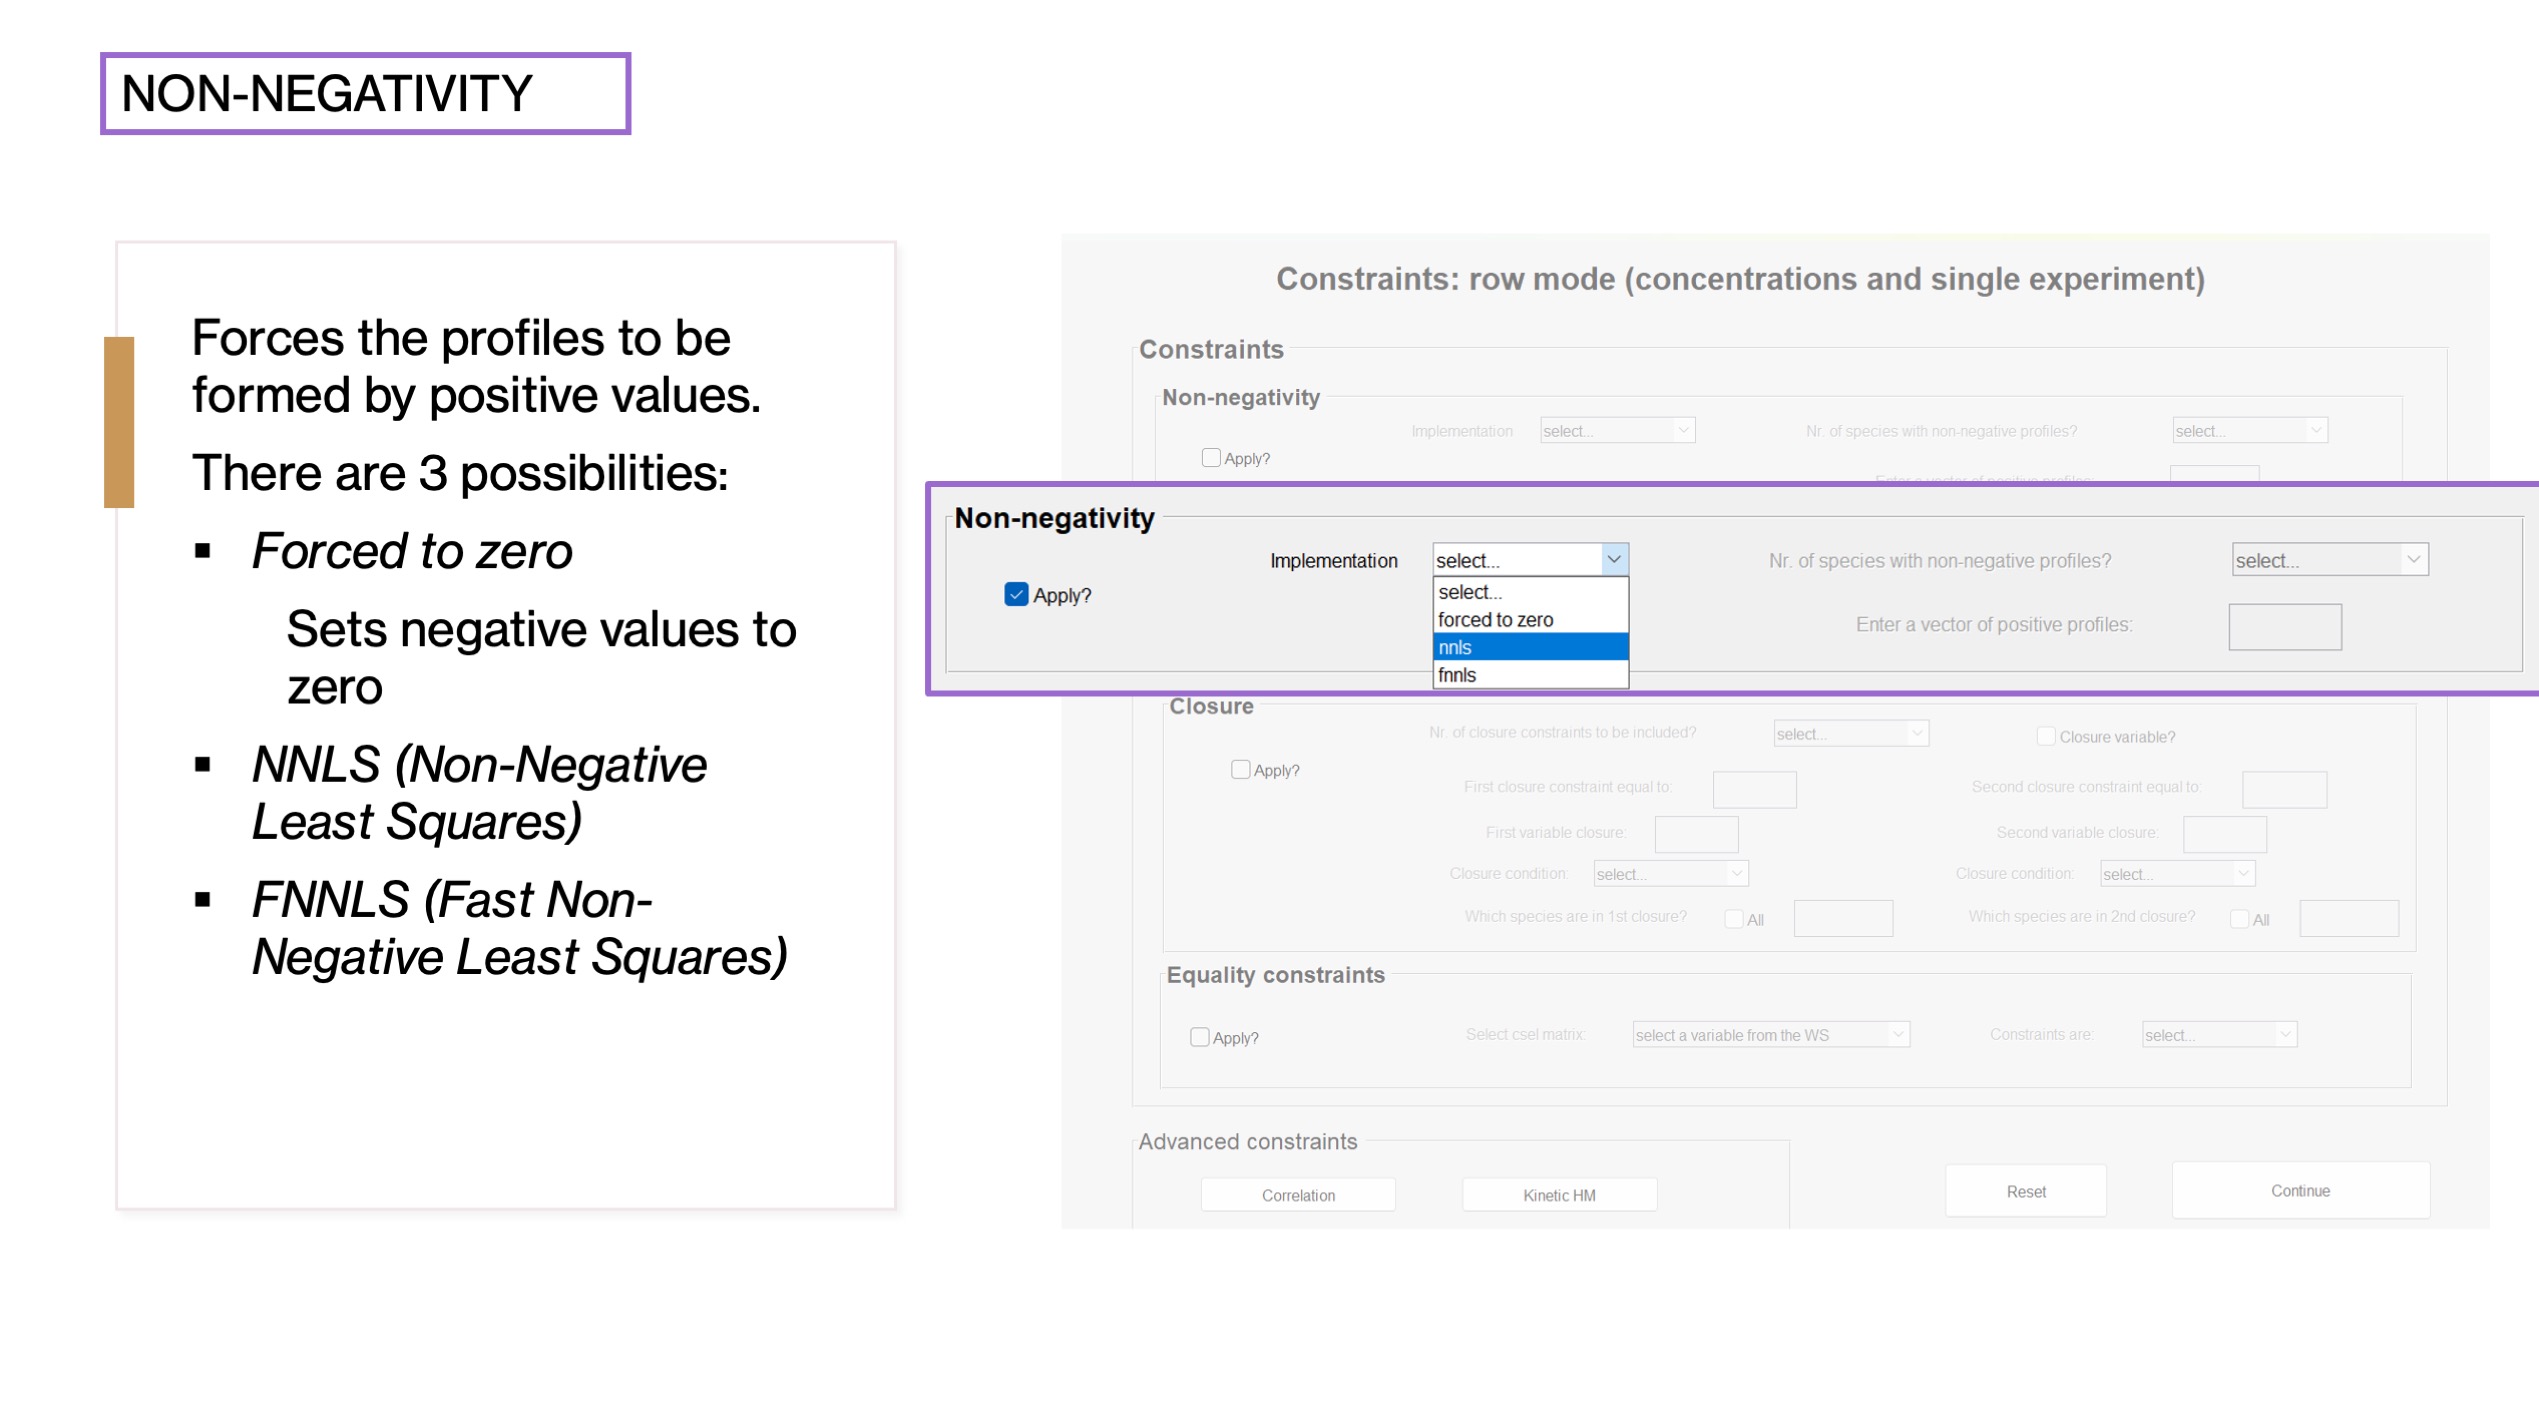 NON-NEGATIVITY
Forces the profiles to be
formed by positive values.
There are 3 possibilities:
▪ Forced to zero
Sets negative values to
zero
▪ NNLS (Non-Negative
Least Squares)
▪ FNNLS (Fast Non-
Negative Least Squares)
Constraints: row mode (concentrations and single experiment)
Constraints
Non-negativity
Implementation select... Nr. of species with non-negative profiles? select...
Apply?
Enter a vector of positive profiles:
Non-negativity
Implementation select... Nr. of species with non-negative profiles? select...
select...
Apply?
forced to zero
Enter a vector of positive profiles:
nnls
fnnls
Closure
Nr. of closure constraints to be included? select... Closure variable?
Apply?
First closure constraint equal to: Second closure constraint equal to:
First variable closure: Second variable closure:
Closure condition: select... Closure condition: select...
Which species are in 1st closure? All Which species are in 2nd closure? All
Equality constraints
Apply? Select csel matrix: select a variable from the WS Constraints are: select...
Advanced constraints
Correlation Kinetic HM Reset Continue